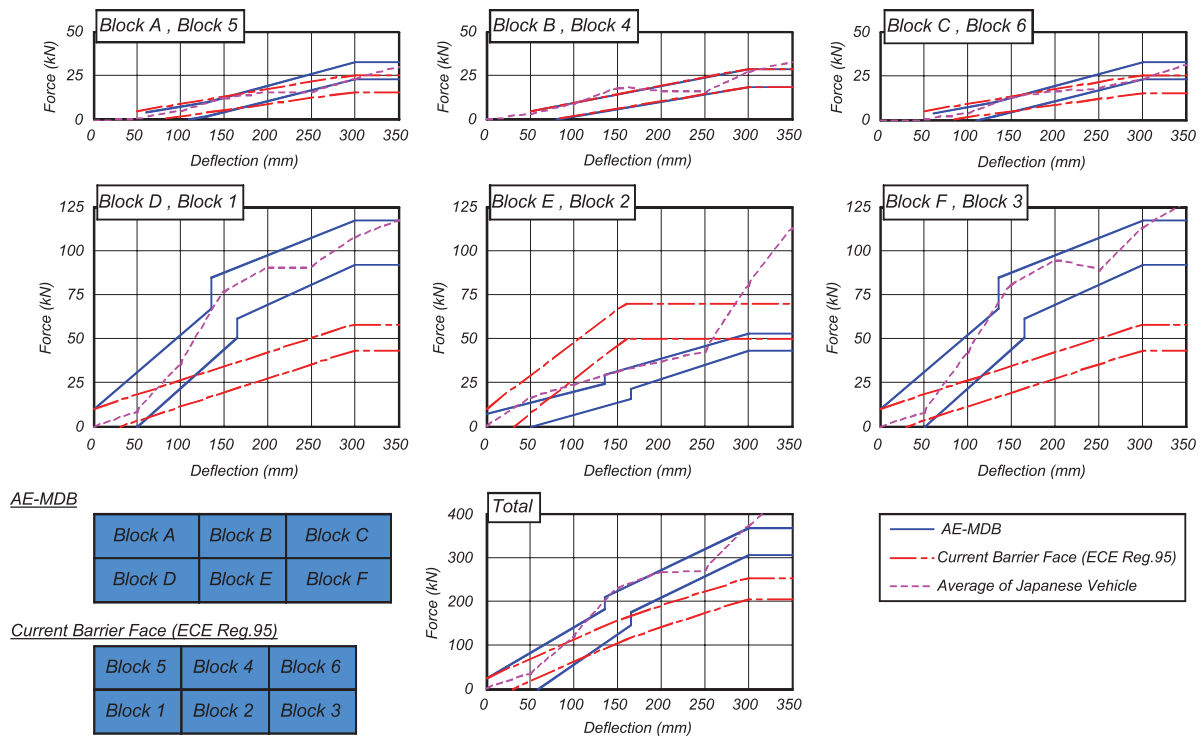 Block A , Block 5
Block B , Block 4
Block C , Block 6
Force (kN)
50
25
0
0 50 100 150 200 250 300 350
Deflection (mm)
Force (kN)
50
25
0
0 50 100 150 200 250 300 350
Deflection (mm)
Force (kN)
50
25
0
0 50 100 150 200 250 300 350
Deflection (mm)
Block D , Block 1
Block E , Block 2
Block F , Block 3
Force (kN)
125
100
75
50
25
0
0 50 100 150 200 250 300 350
Deflection (mm)
Force (kN)
125
100
75
50
25
0
0 50 100 150 200 250 300 350
Deflection (mm)
Force (kN)
125
100
75
50
25
0
0 50 100 150 200 250 300 350
Deflection (mm)
AE-MDB
Block A Block B Block C
Block D Block E Block F
Current Barrier Face (ECE Reg.95)
Block 5 Block 4 Block 6
Block 1 Block 2 Block 3
Total
Force (kN)
400
300
200
100
0
0 50 100 150 200 250 300 350
Deflection (mm)
AE-MDB
Current Barrier Face (ECE Reg.95)
Average of Japanese Vehicle